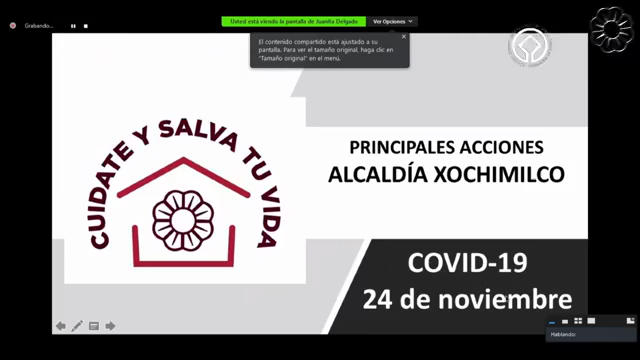 Grabando...
Usted está viendo la pantalla de Juanita Delgado
Ver Opciones
El contenido compartido está ajustado a su
pantalla. Para ver el tamaño original, haga clic en
"Tamaño original" en el menú.
CUIDATE Y SALVA TU VIDA
PRINCIPALES ACCIONES
ALCALDÍA XOCHIMILCO
COVID-19
24 de noviembre
Hablando: